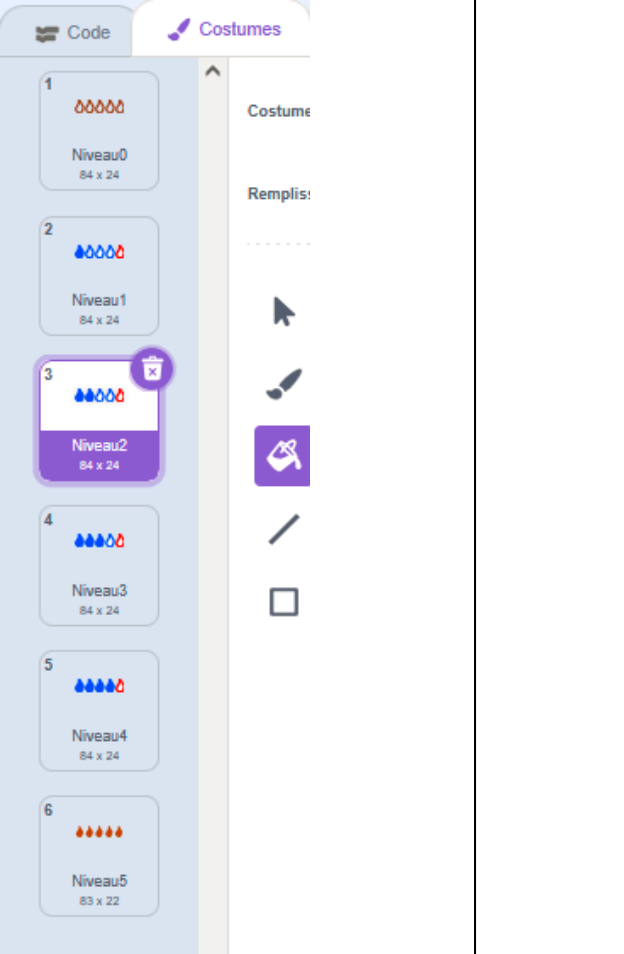 Code
Costumes
1
Niveau0
84 x 24
2
Niveau1
84 x 24
3
Niveau2
84 x 24
4
Niveau3
84 x 24
5
Niveau4
84 x 24
6
Niveau5
83 x 22
Costume
Remplis